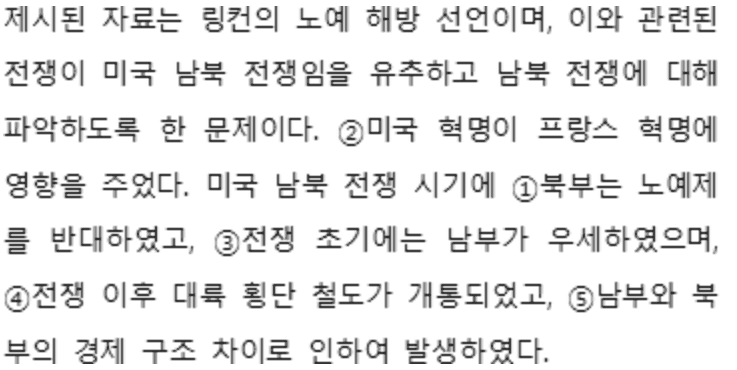 제시된 자료는 링컨의 노예 해방 선언이며, 이와 관련된
전쟁이 미국 남북 전쟁임을 유추하고 남북 전쟁에 대해
파악하도록 한 문제이다. ②미국 혁명이 프랑스 혁명에
영향을 주었다. 미국 남북 전쟁 시기에 ①북부는 노예제
를 반대하였고, ③전쟁 초기에는 남부가 우세하였으며,
④전쟁 이후 대륙 횡단 철도가 개통되었고, ⑤남부와 북
부의 경제 구조 차이로 인하여 발생하였다.